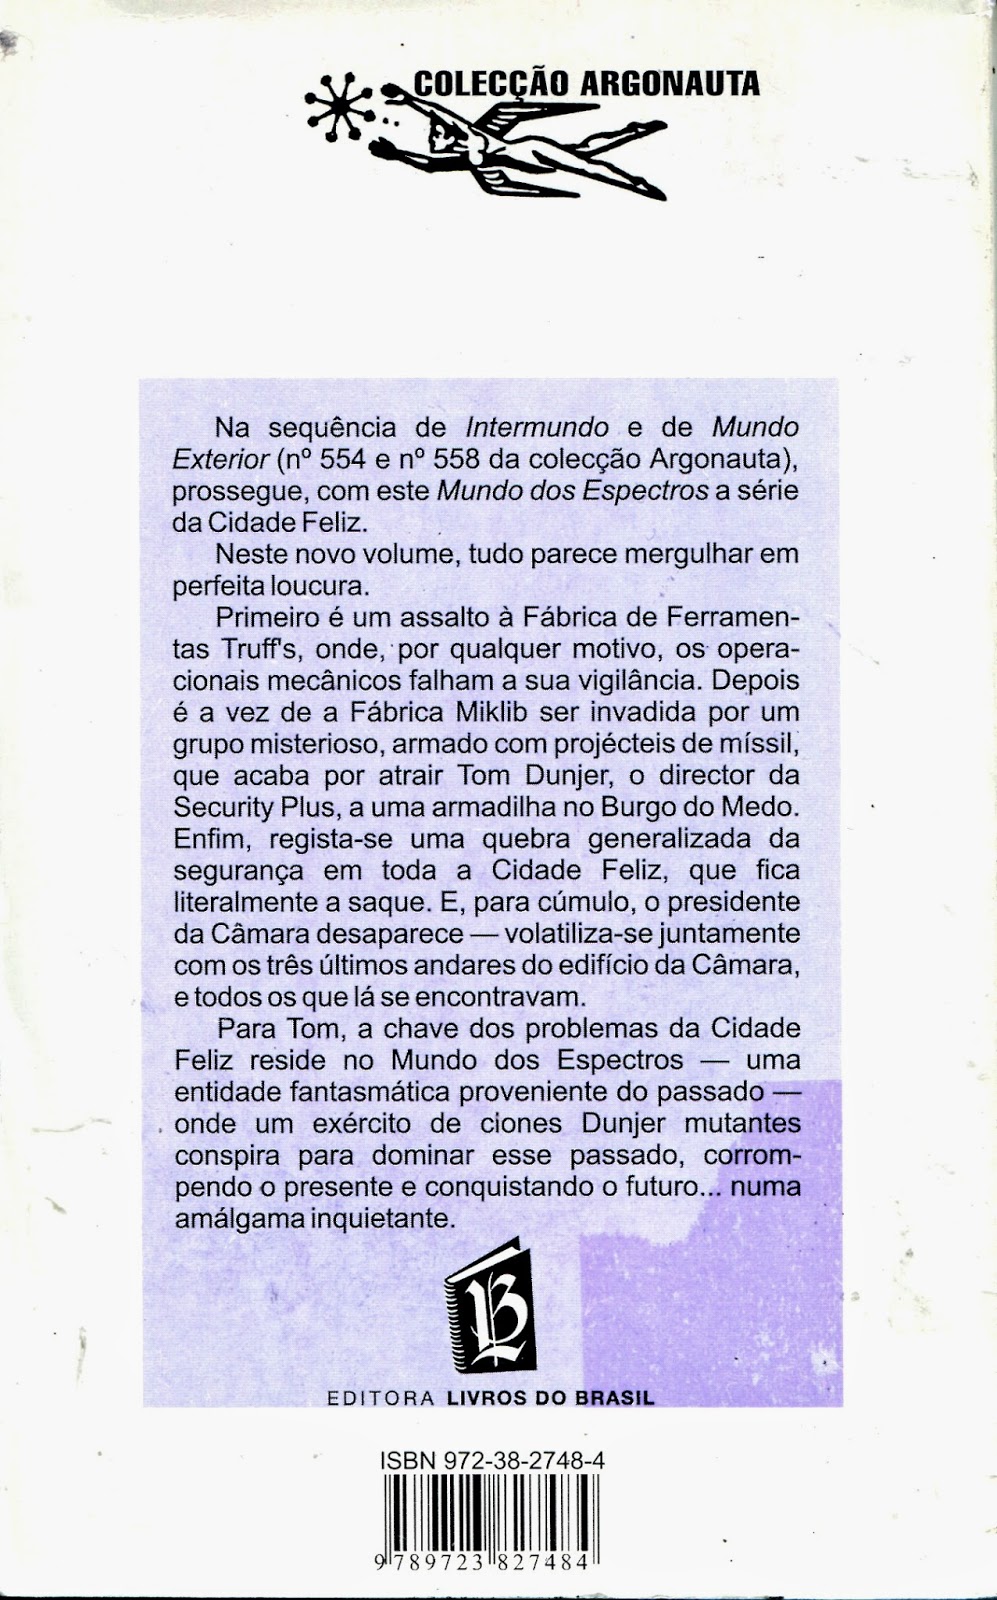 COLECÇÃO ARGONAUTA
Na sequência de Intermundo e de Mundo
Exterior (nº 554 e nº 558 da colecção Argonauta),
prossegue, com este Mundo dos Espectros a série
da Cidade Feliz.
Neste novo volume, tudo parece mergulhar em
perfeita loucura.
Primeiro é um assalto à Fábrica de Ferramen-
tas Truff's, onde, por qualquer motivo, os opera-
cionais mecânicos falham a sua vigilância. Depois
é a vez de a Fábrica Miklib ser invadida por um
grupo misterioso, armado com projécteis de míssil,
que acaba por atrair Tom Dunjer, o director da
Security Plus, a uma armadilha no Burgo do Medo.
Enfim, regista-se uma quebra generalizada da
segurança em toda a Cidade Feliz, que fica
literalmente a saque. E, para cúmulo, o presidente
da Câmara desaparece — volatiliza-se juntamente
com os três últimos andares do edifício da Câmara,
e todos os que lá se encontravam.
Para Tom, a chave dos problemas da Cidade
Feliz reside no Mundo dos Espectros — uma
entidade fantasmática proveniente do passado —
onde um exército de ciones Dunjer mutantes
conspira para dominar esse passado, corrom-
pendo o presente e conquistando o futuro... numa
amálgama inquietante.
LB
EDITORA LIVROS DO BRASIL
ISBN 972-38-2748-4
9 789723 827484